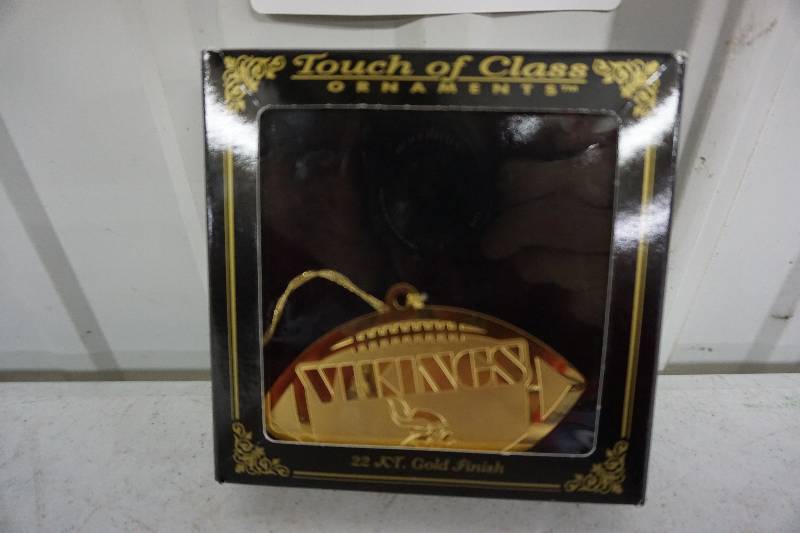 Touch of Class
ORNAMENTS™
VIKINGS
22 KT. Gold Finish